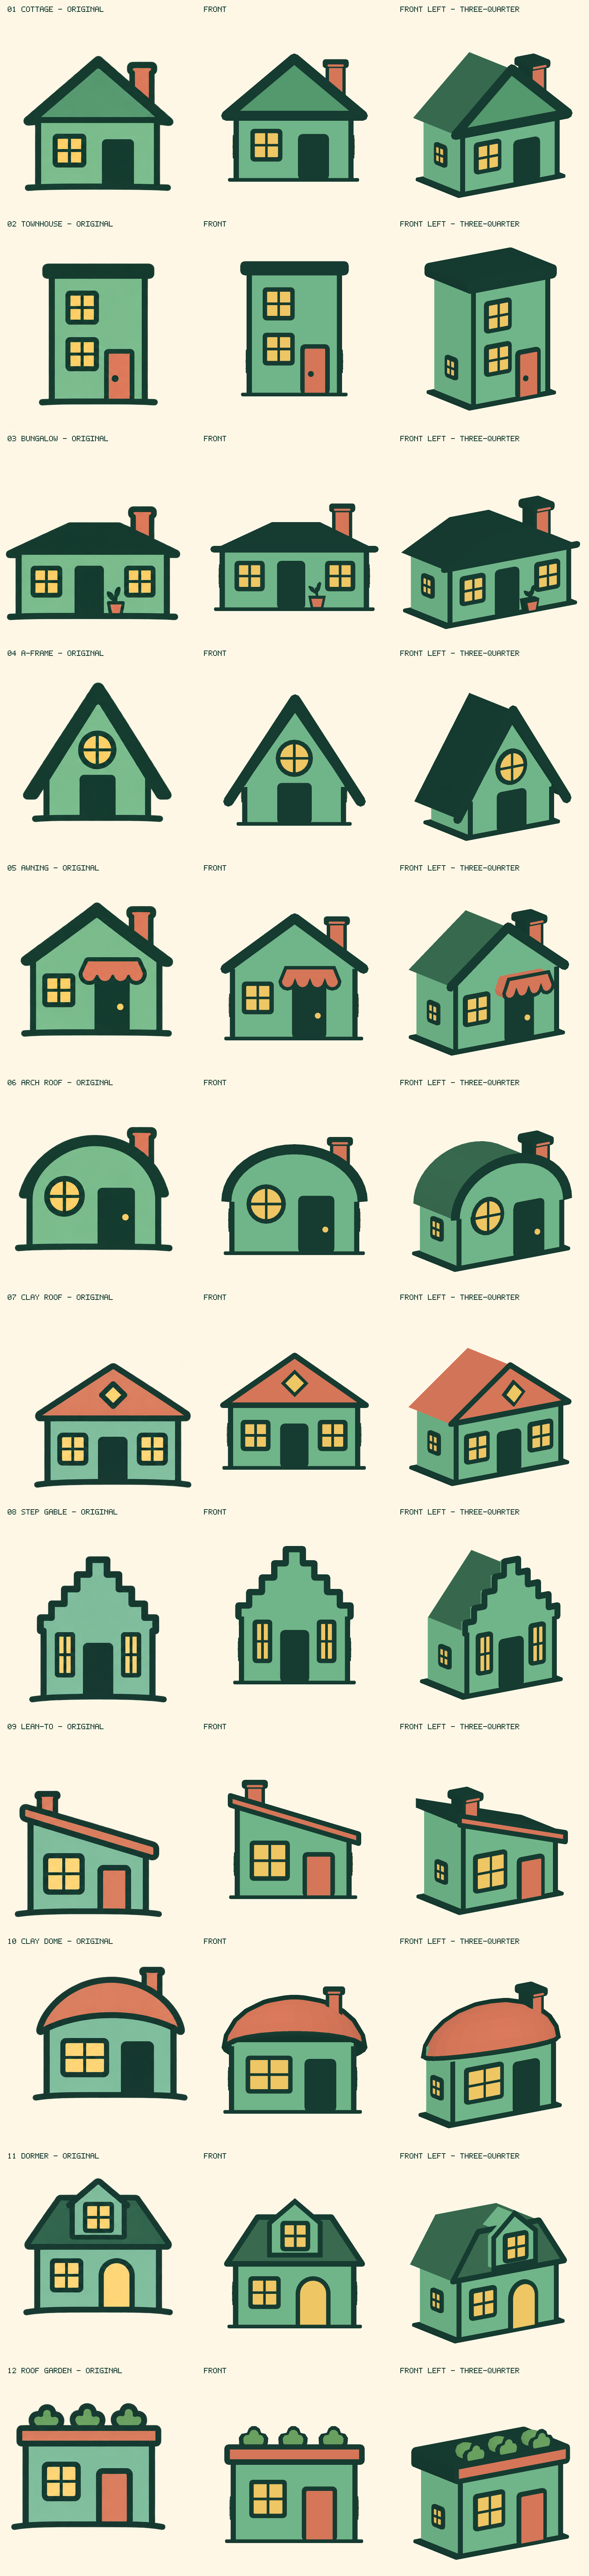 01 COTTAGE — ORIGINAL FRONT FRONT LEFT — THREE-QUARTER
02 TOWNHOUSE — ORIGINAL FRONT FRONT LEFT — THREE-QUARTER
03 BUNGALOW — ORIGINAL FRONT FRONT LEFT — THREE-QUARTER
04 A-FRAME — ORIGINAL FRONT FRONT LEFT — THREE-QUARTER
05 AWNING — ORIGINAL FRONT FRONT LEFT — THREE-QUARTER
06 ARCH ROOF — ORIGINAL FRONT FRONT LEFT — THREE-QUARTER
07 CLAY ROOF — ORIGINAL FRONT FRONT LEFT — THREE-QUARTER
08 STEP GABLE — ORIGINAL FRONT FRONT LEFT — THREE-QUARTER
09 LEAN-TO — ORIGINAL FRONT FRONT LEFT — THREE-QUARTER
10 CLAY DOME — ORIGINAL FRONT FRONT LEFT — THREE-QUARTER
11 DORMER — ORIGINAL FRONT FRONT LEFT — THREE-QUARTER
12 ROOF GARDEN — ORIGINAL FRONT FRONT LEFT — THREE-QUARTER